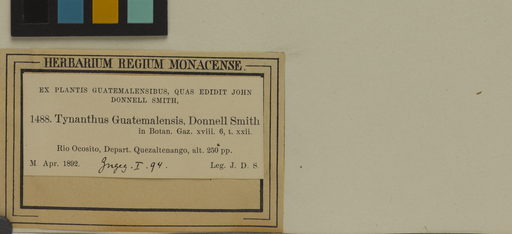 HERBARIUM REGIUM MONACENSE.
EX PLANTIS GUATEMALENSIBUS, QUAS EDIDIT JOHN
DONNELL SMITH,
1488. Tynanthus Guatemalensis, Donnell Smith
in Botan. Gaz. xviii. 6, t. xxii.
Rio Ocosito, Depart. Quezaltenango, alt. 250 pp.
M Apr. 1892. I. 94. Leg. J. D. S.